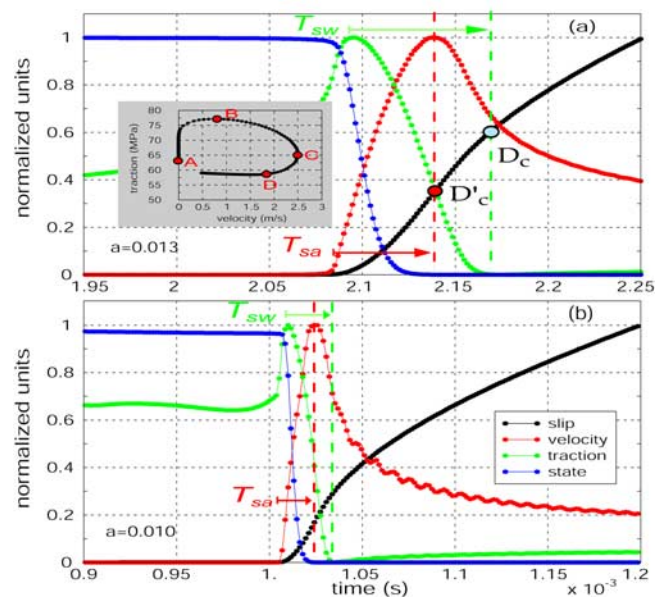 T_sw
(a)
1
0.8
0.6
0.4
0.2
0
normalized units
80
75
70
65
60
55
50
traction (MPa)
B
A
C
D
0 0.5 1 1.5 2 2.5 3
velocity (m/s)
D_c
D'_c
T_sa
a=0.013
1.95 2 2.05 2.1 2.15 2.2 2.25
T_sw
(b)
1
0.8
0.6
0.4
0.2
0
normalized units
slip
velocity
traction
state
T_sa
a=0.010
0.9 0.95 1 1.05 1.1 1.15 1.2
time (s)
x 10^-3